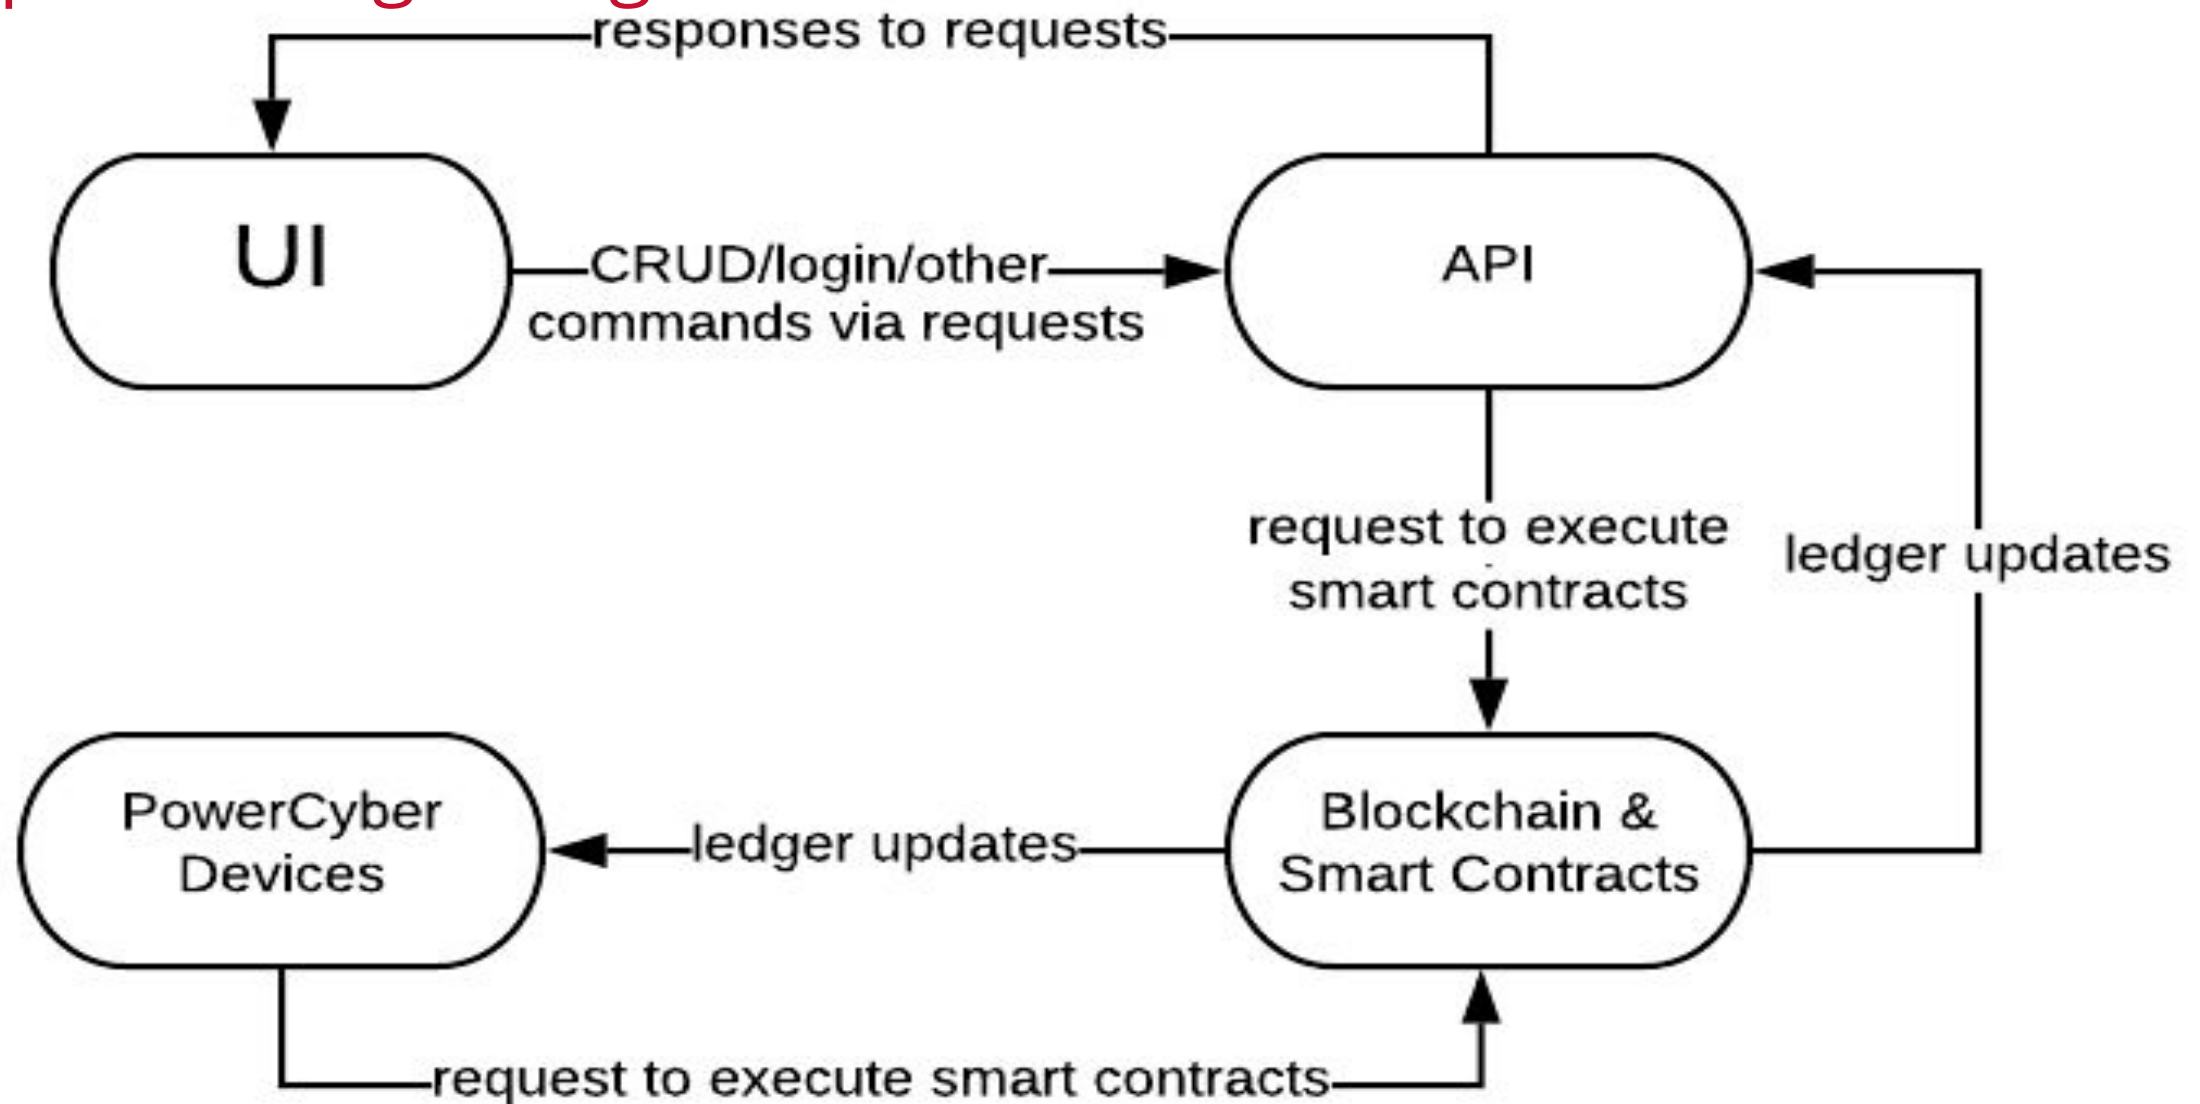 responses to requests
UI
CRUD/login/other
commands via requests
API
request to execute
smart contracts
ledger updates
PowerCyber
Devices
ledger updates
Blockchain &
Smart Contracts
request to execute smart contracts